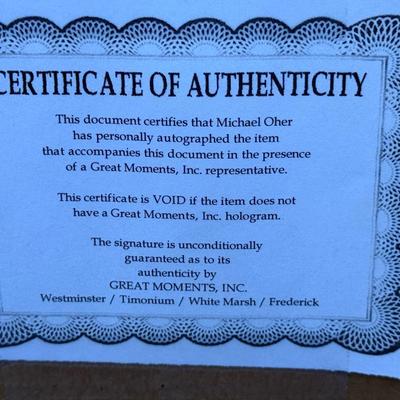 CERTIFICATE OF AUTHENTICITY
This document certifies that Michael Oher
has personally autographed the item
that accompanies this document in the presence
of a Great Moments, Inc. representative.
This certificate is VOID if the item does not
have a Great Moments, Inc. hologram.
The signature is unconditionally
guaranteed as to its
authenticity by
GREAT MOMENTS, INC.
Westminster / Timonium / White Marsh / Frederick